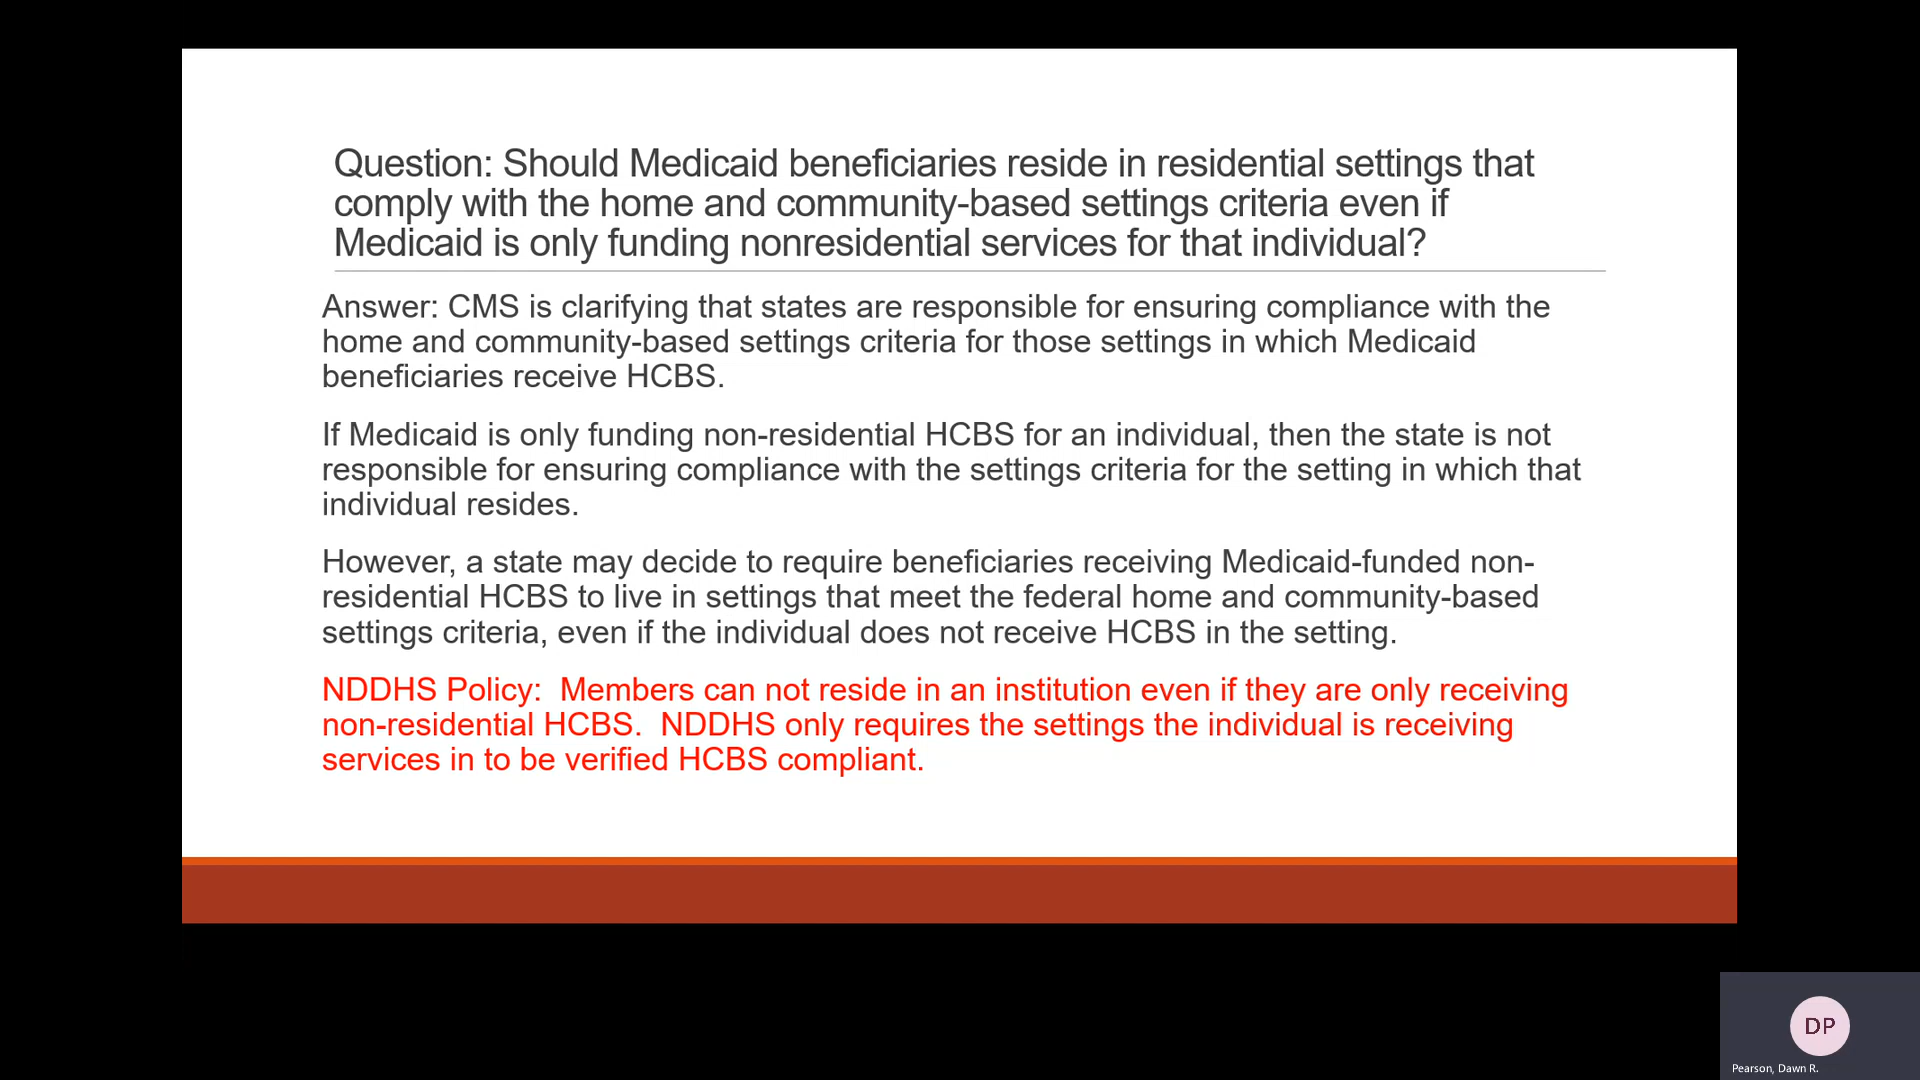 Question: Should Medicaid beneficiaries reside in residential settings that
comply with the home and community-based settings criteria even if
Medicaid is only funding nonresidential services for that individual?
Answer: CMS is clarifying that states are responsible for ensuring compliance with the
home and community-based settings criteria for those settings in which Medicaid
beneficiaries receive HCBS.
If Medicaid is only funding non-residential HCBS for an individual, then the state is not
responsible for ensuring compliance with the settings criteria for the setting in which that
individual resides.
However, a state may decide to require beneficiaries receiving Medicaid-funded non-
residential HCBS to live in settings that meet the federal home and community-based
settings criteria, even if the individual does not receive HCBS in the setting.
NDDHS Policy:  Members can not reside in an institution even if they are only receiving
non-residential HCBS.  NDDHS only requires the settings the individual is receiving
services in to be verified HCBS compliant.
DP
Pearson, Dawn R.